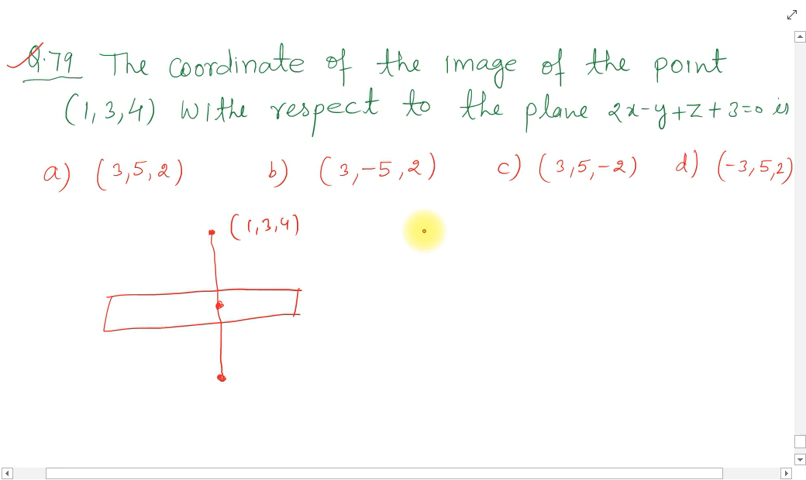 Q.79 The coordinate of the image of the point
(1,3,4) withe respect to the plane 2x-y+z+3=0 is
a) (3,5,2) b) (3,-5,2) c) (3,5,-2) d) (-3,5,2)
(1,3,4)